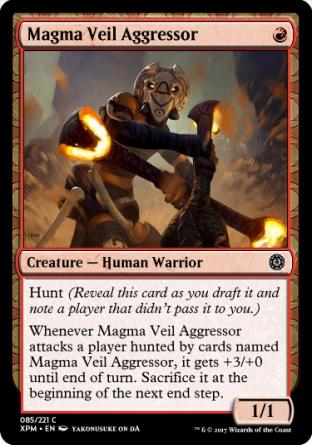 Magma Veil Aggressor
Creature — Human Warrior
Hunt (Reveal this card as you draft it and
note a player that didn't pass it to you.)
Whenever Magma Veil Aggressor
attacks a player hunted by cards named
Magma Veil Aggressor, it gets +3/+0
until end of turn. Sacrifice it at the
beginning of the next end step.
1/1
085/221 C
XPM • EN YAKONUSUKE ON DA
™ & © 2017 Wizards of the Coast